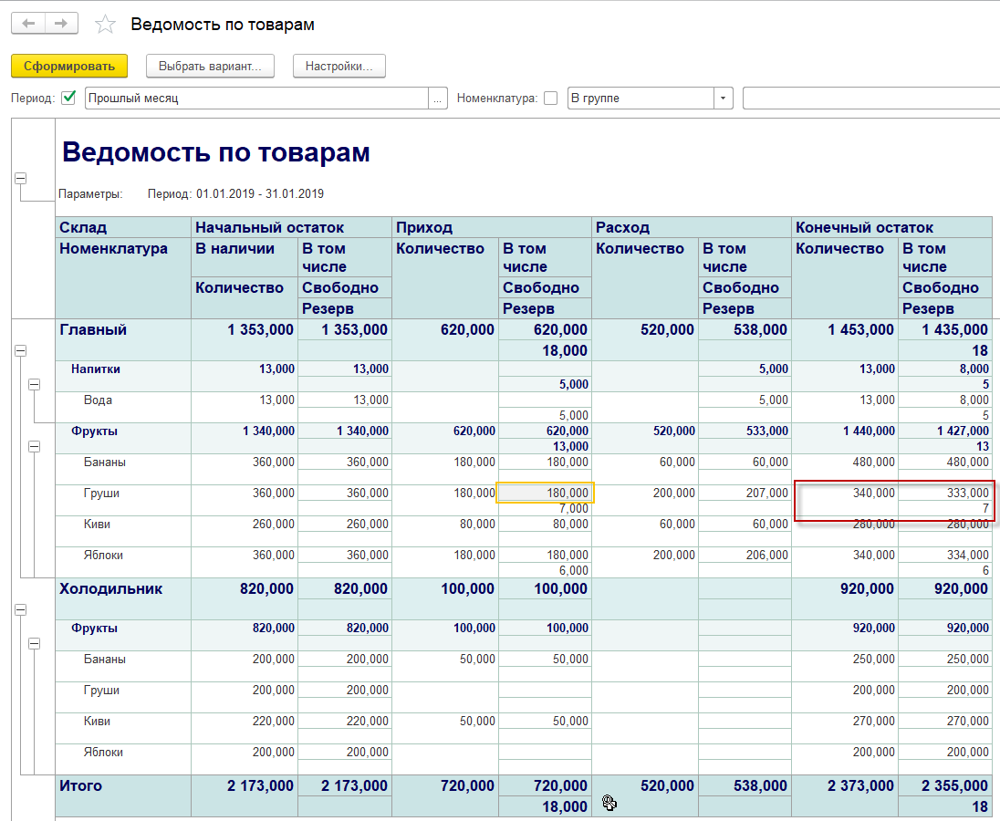 Ведомость по товарам
Сформировать Выбрать вариант... Настройки...
Период: Прошлый месяц ... Номенклатура: В группе
Ведомость по товарам
Параметры: Период: 01.01.2019 - 31.01.2019
Склад Начальный остаток Приход Расход Конечный остаток
Номенклатура В наличии В том числе Количество В том числе Количество В том числе Количество В том числе
Количество Свободно Свободно Свободно Свободно
Резерв Резерв Резерв Резерв
Главный 1 353,000 1 353,000 620,000 620,000 520,000 538,000 1 453,000 1 435,000
18,000 18
Напитки 13,000 13,000 5,000 13,000 8,000
5,000 5
Вода 13,000 13,000 5,000 13,000 8,000
5,000 5
Фрукты 1 340,000 1 340,000 620,000 620,000 520,000 533,000 1 440,000 1 427,000
13,000 13
Бананы 360,000 360,000 180,000 180,000 60,000 60,000 480,000 480,000
Груши 360,000 360,000 180,000 180,000 200,000 207,000 340,000 333,000
7,000 7
Киви 260,000 260,000 80,000 80,000 60,000 60,000 280,000 280,000
Яблоки 360,000 360,000 180,000 180,000 200,000 206,000 340,000 334,000
6,000 6
Холодильник 820,000 820,000 100,000 100,000 920,000 920,000
Фрукты 820,000 820,000 100,000 100,000 920,000 920,000
Бананы 200,000 200,000 50,000 50,000 250,000 250,000
Груши 200,000 200,000 200,000 200,000
Киви 220,000 220,000 50,000 50,000 270,000 270,000
Яблоки 200,000 200,000 200,000 200,000
Итого 2 173,000 2 173,000 720,000 720,000 520,000 538,000 2 373,000 2 355,000
18,000 18